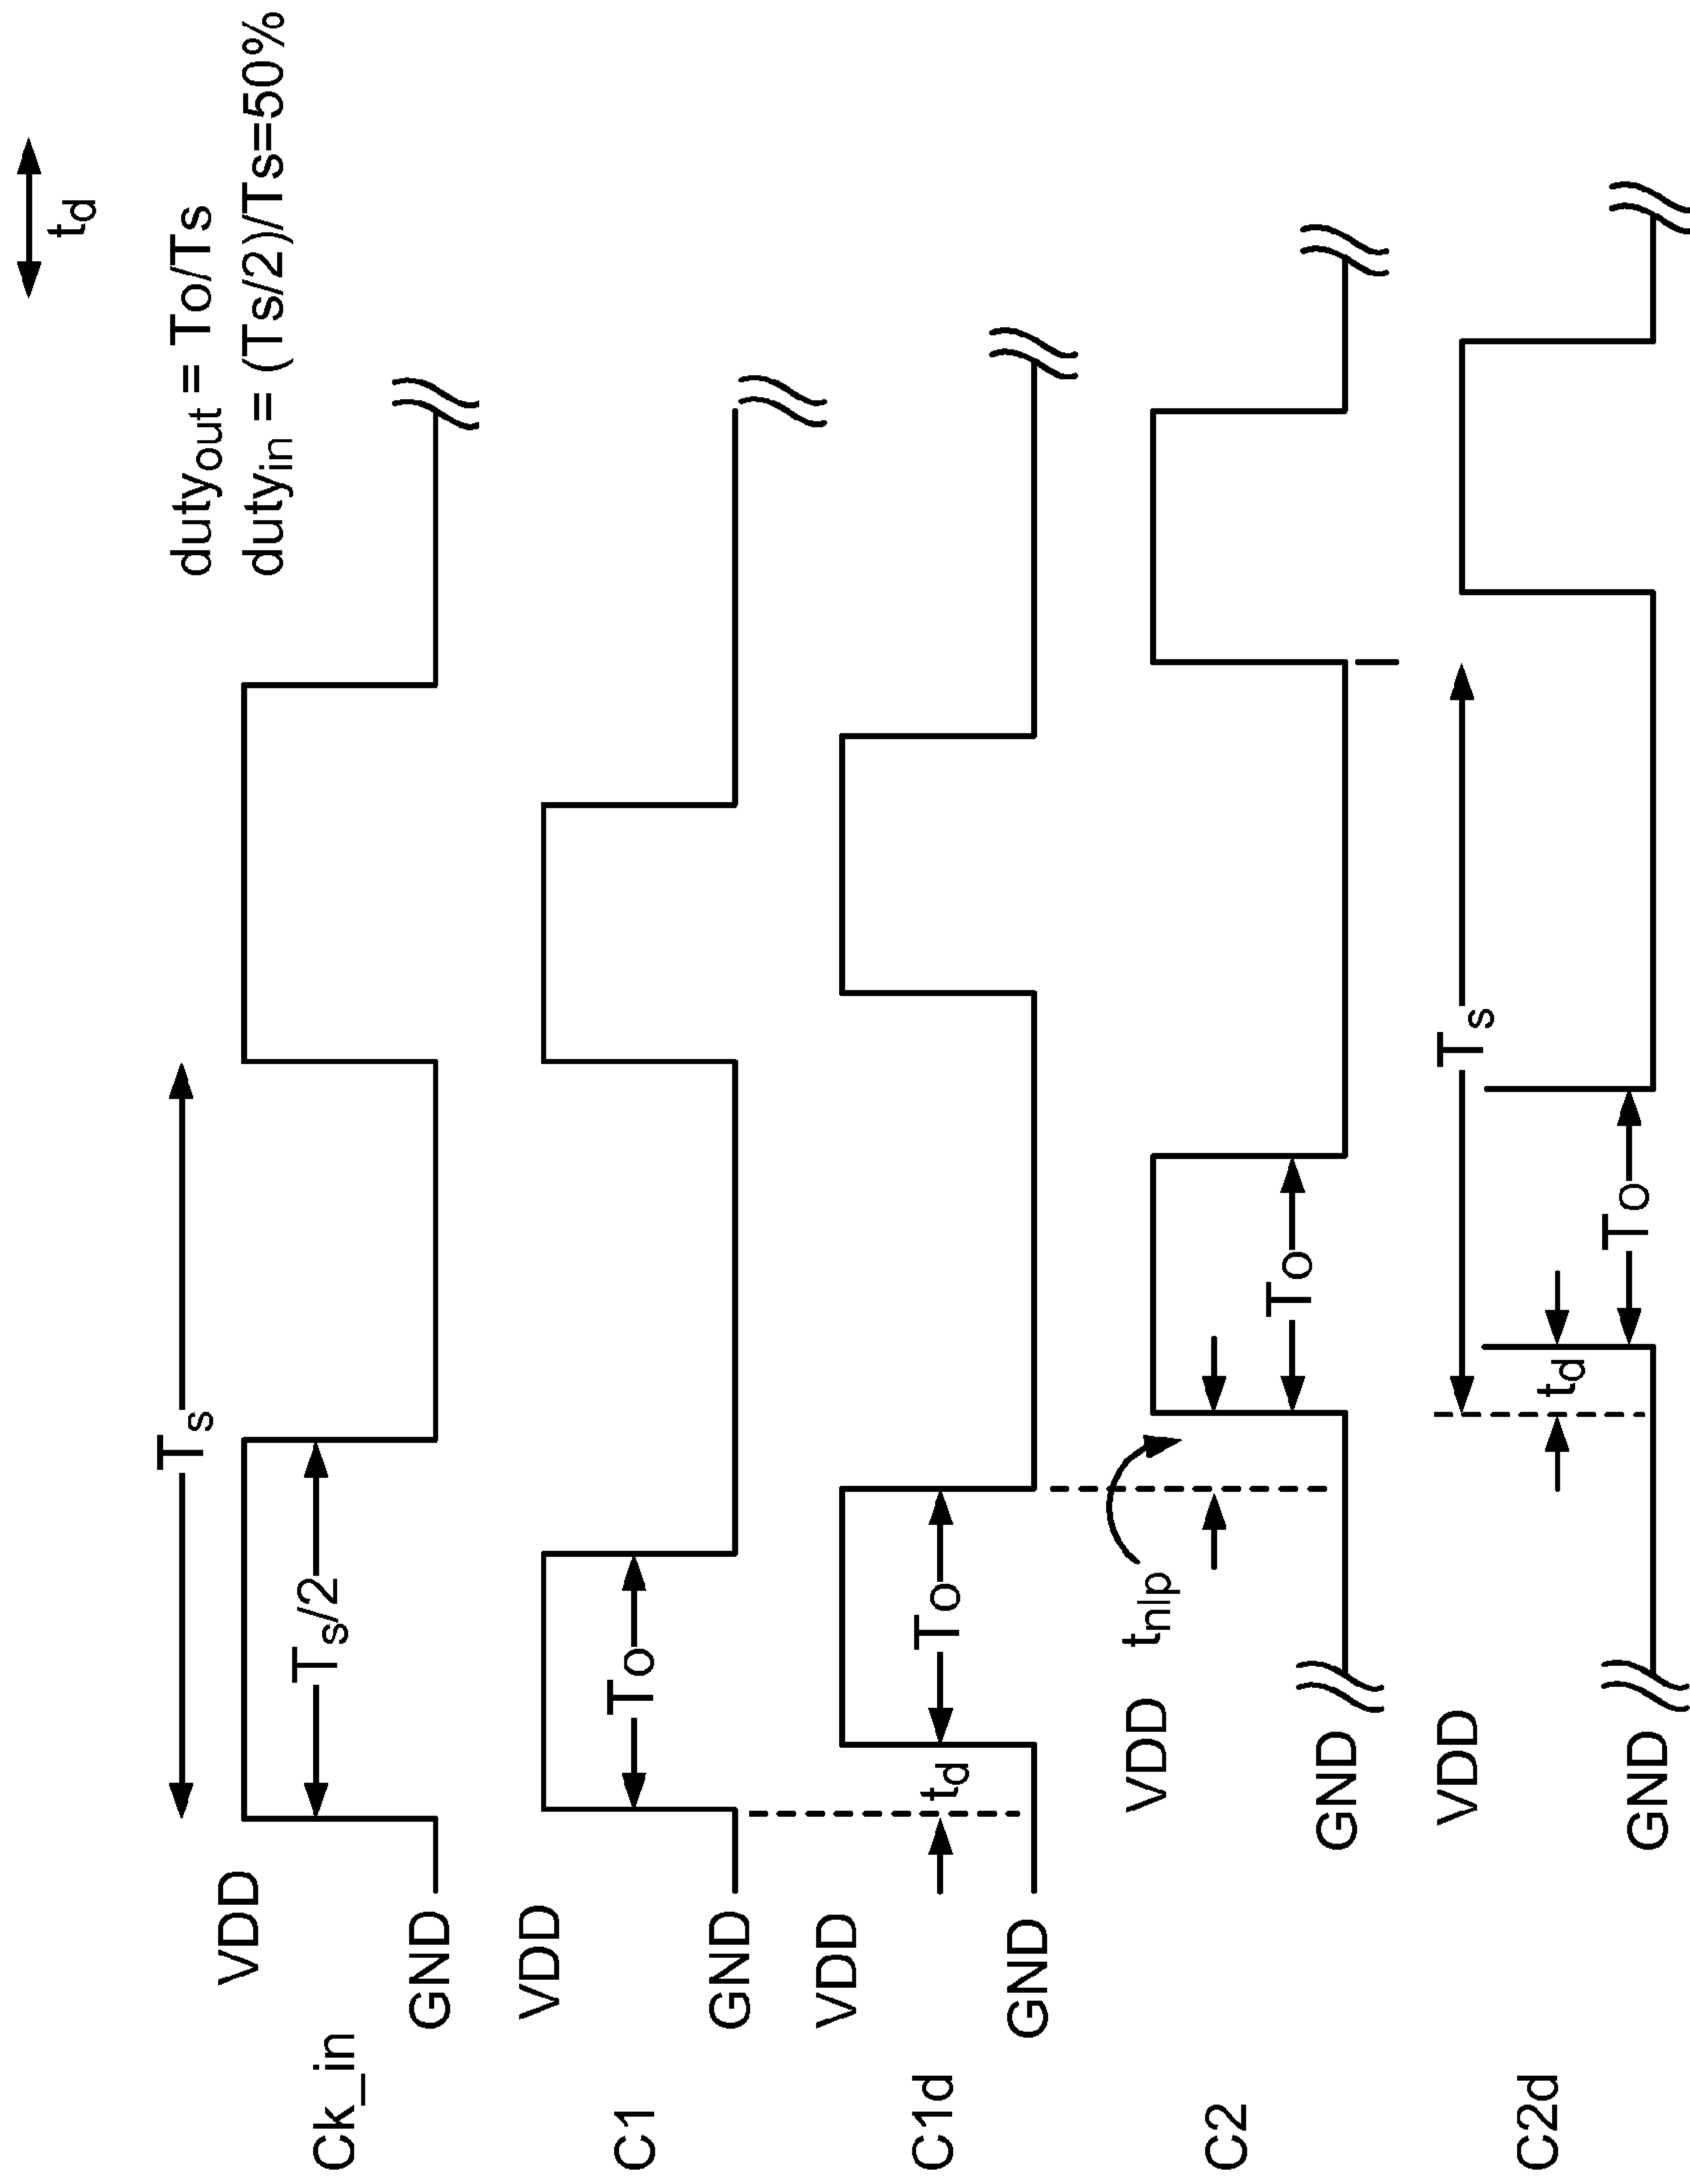 t_d
duty_out = To/Ts
duty_in = (Ts/2)/Ts=50%
T_s
VDD
T_s/2
Ck_in
GND
VDD
To
C1
GND
VDD
t_d
To
C1d
GND
t_nlp
VDD
To
C2
GND
T_s
VDD
t_d
To
C2d
GND